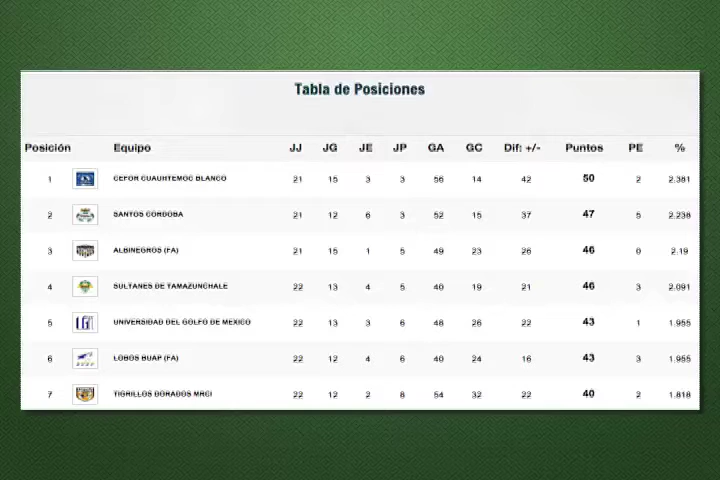 Tabla de Posiciones
Posición Equipo JJ JG JE JP GA GC Dif: +/- Puntos PE %
1 CEFOR CUAUHTEMOC BLANCO 21 15 3 3 56 14 42 50 2 2.381
2 SANTOS CORDOBA 21 12 6 3 52 15 37 47 5 2.238
3 ALBINEGROS (FA) 21 15 1 5 49 23 26 46 0 2.19
4 SULTANES DE TAMAZUNCHALE 22 13 4 5 40 19 21 46 3 2.091
5 UNIVERSIDAD DEL GOLFO DE MEXICO 22 13 3 6 48 26 22 43 1 1.955
6 LOBOS BUAP (FA) 22 12 4 6 40 24 16 43 3 1.955
7 TIGRILLOS DORADOS MRCI 22 12 2 8 54 32 22 40 2 1.818